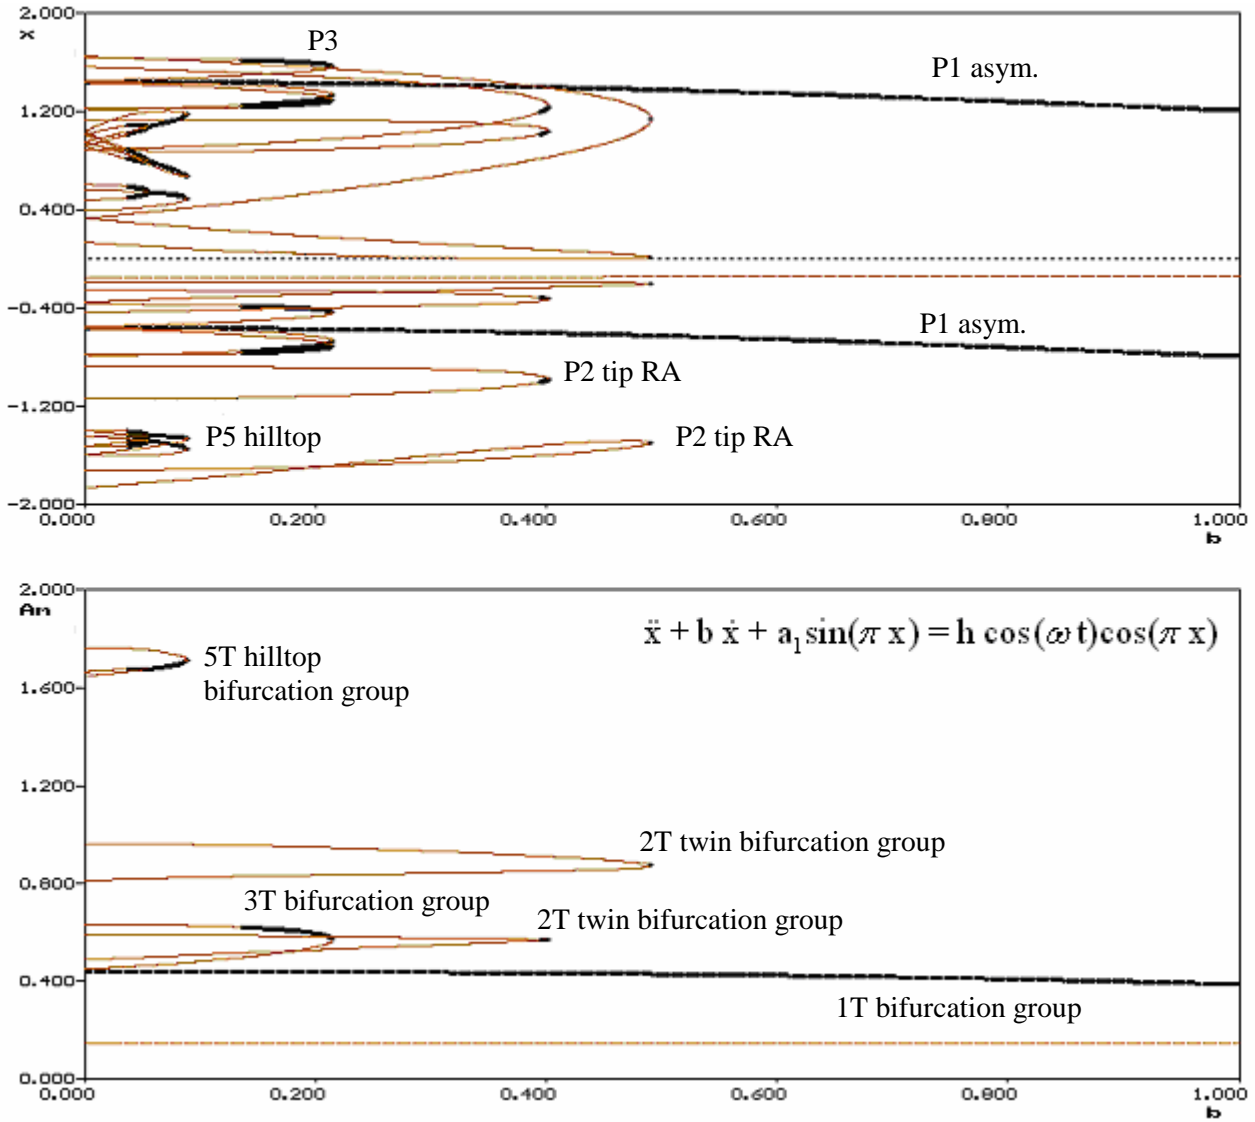 2.000
x
P3
P1 asym.
1.200
0.400
-0.400
P1 asym.
P2 tip RA
-1.200
P5 hilltop
P2 tip RA
-2.000
0.000 0.200 0.400 0.600 0.800 1.000
b
2.000
Am
ẍ + b ẋ + a₁sin(π x) = h cos(ω t)cos(π x)
5T hilltop
bifurcation group
1.600
1.200
2T twin bifurcation group
0.800
3T bifurcation group
2T twin bifurcation group
0.400
1T bifurcation group
0.000
0.000 0.200 0.400 0.600 0.800 1.000
b